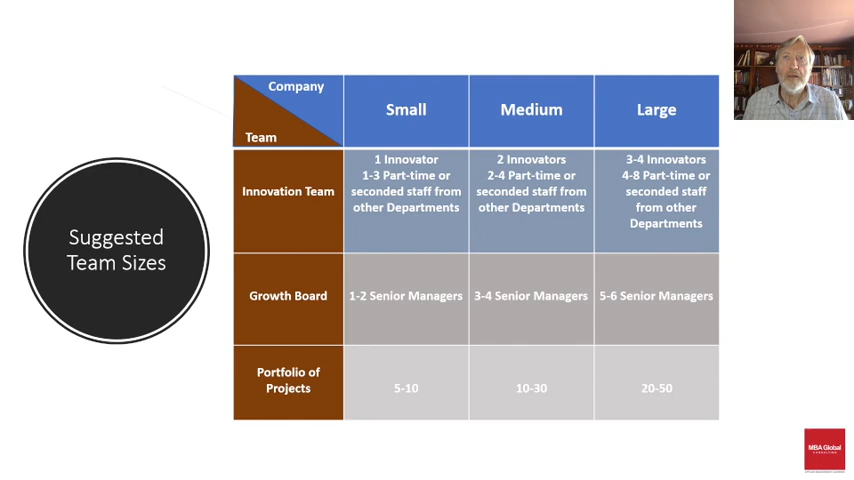 Company
Team
Small
Medium
Large
Suggested
Team Sizes
Innovation Team
1 Innovator
1-3 Part-time or
seconded staff from
other Departments
2 Innovators
2-4 Part-time or
seconded staff from
other Departments
3-4 Innovators
4-8 Part-time or
seconded staff
from other
Departments
Growth Board
1-2 Senior Managers
3-4 Senior Managers
5-6 Senior Managers
Portfolio of
Projects
5-10
10-30
20-50
MBA Global
CONSULTING